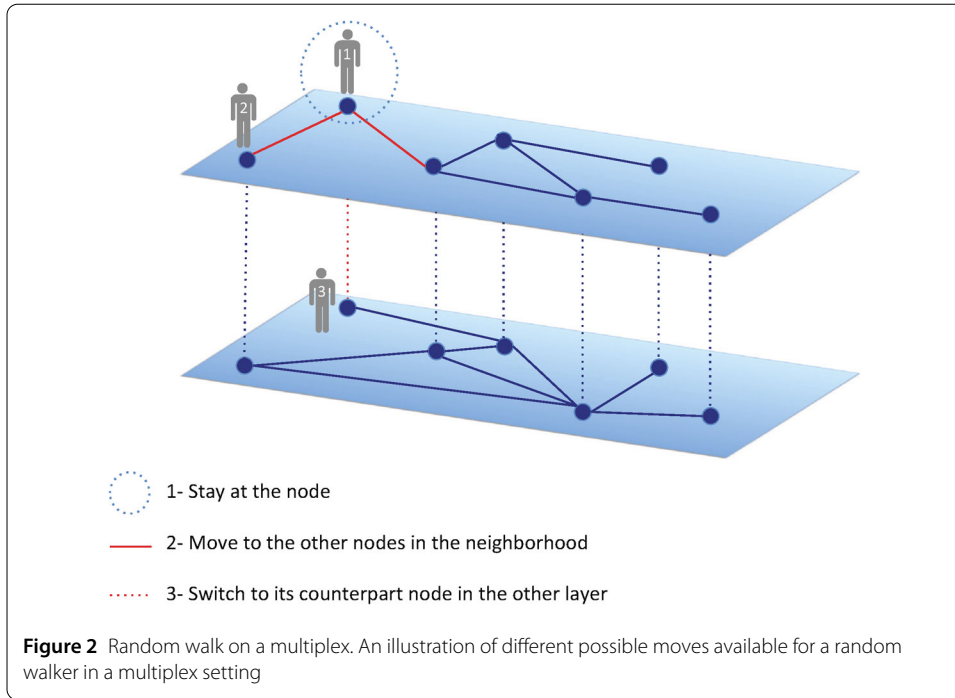 1
2
3
1- Stay at the node
2- Move to the other nodes in the neighborhood
3- Switch to its counterpart node in the other layer
Figure 2 Random walk on a multiplex. An illustration of different possible moves available for a random
walker in a multiplex setting